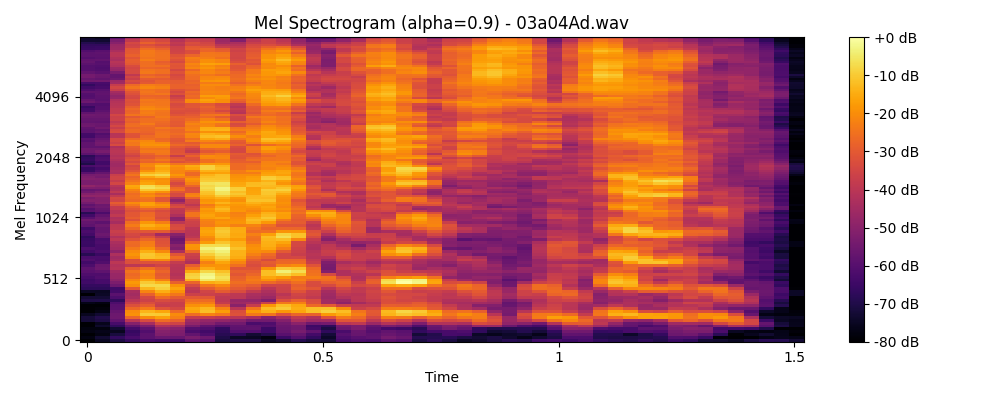 Mel Spectrogram (alpha=0.9) - 03a04Ad.wav
Mel Frequency
4096
2048
1024
512
0
0
0.5
1
1.5
Time
+0 dB
-10 dB
-20 dB
-30 dB
-40 dB
-50 dB
-60 dB
-70 dB
-80 dB